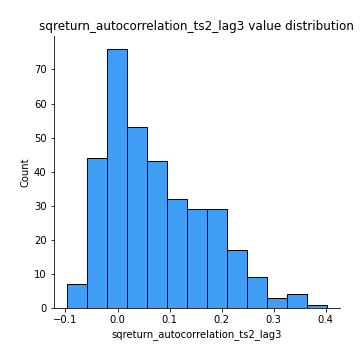 sqreturn_autocorrelation_ts2_lag3 value distribution
70
60
50
40
30
20
10
0
Count
−0.1 0.0 0.1 0.2 0.3 0.4
sqreturn_autocorrelation_ts2_lag3